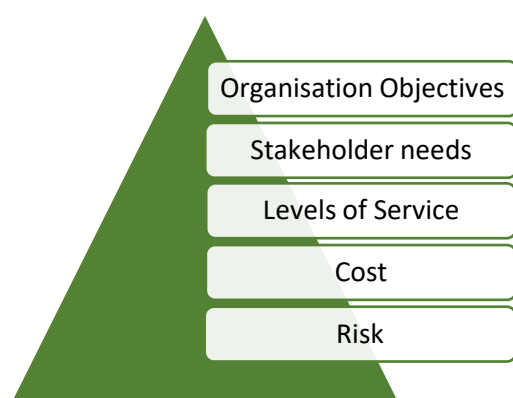 Organisation Objectives
Stakeholder needs
Levels of Service
Cost
Risk